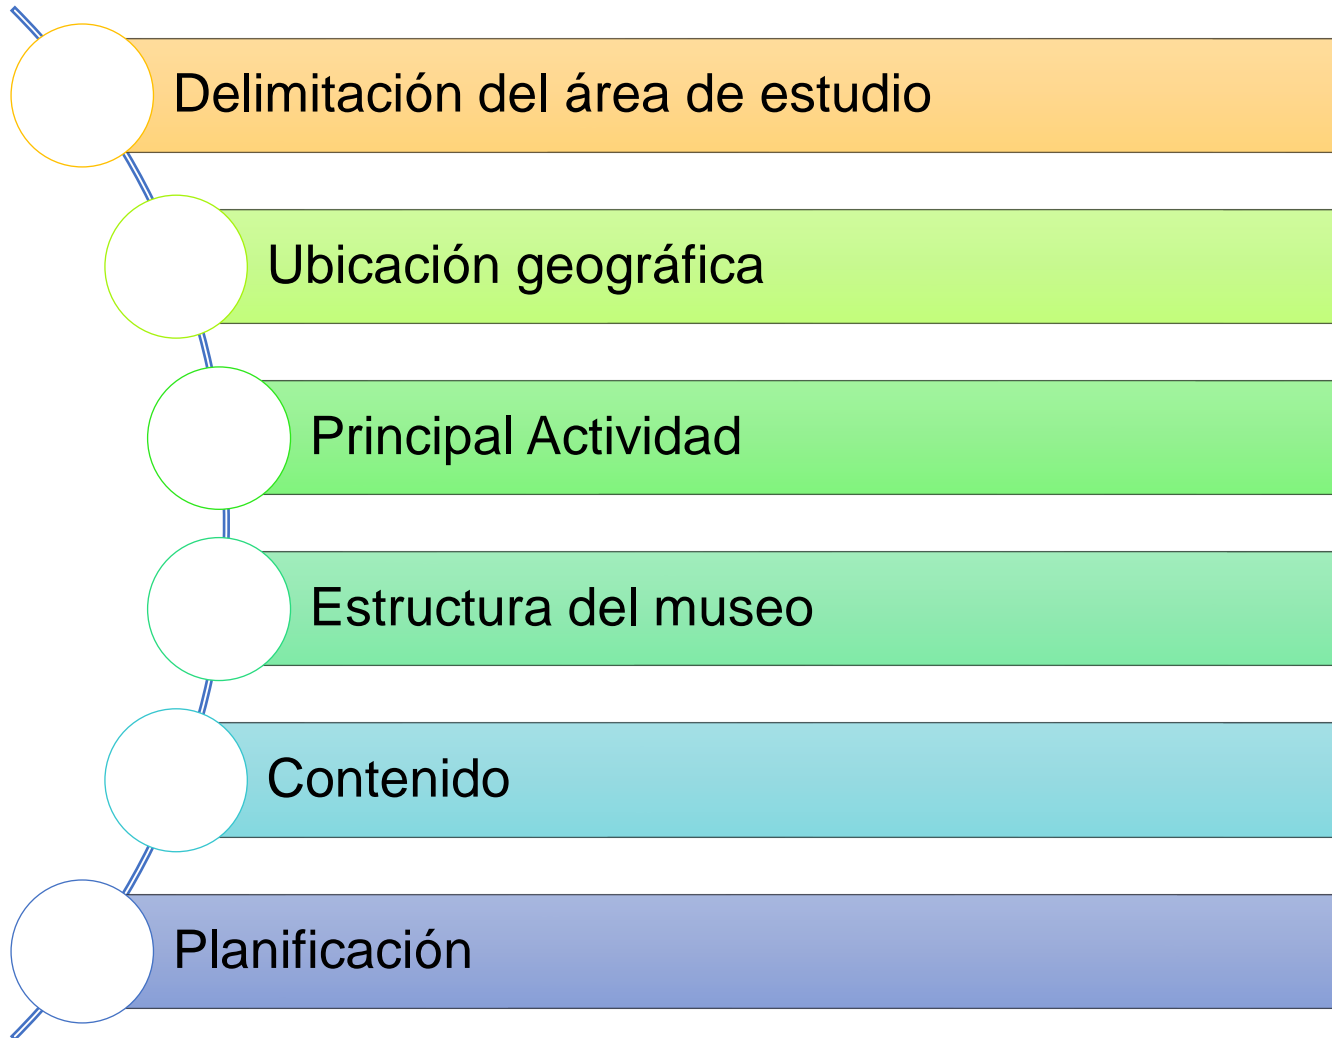 Delimitación del área de estudio
Ubicación geográfica
Principal Actividad
Estructura del museo
Contenido
Planificación